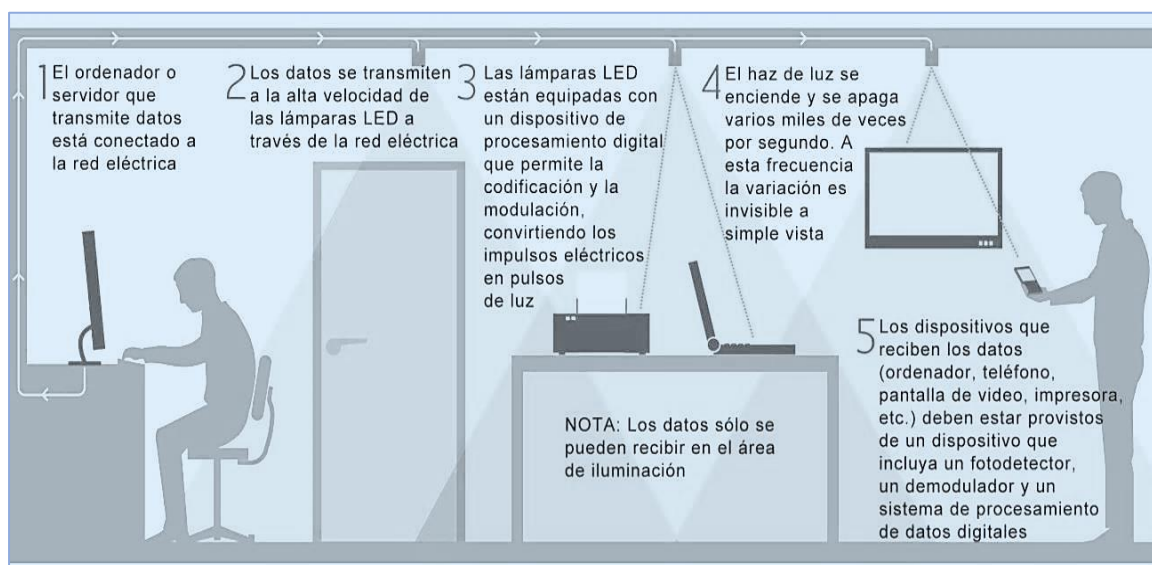 1 El ordenador o
servidor que
transmite datos
está conectado a
la red eléctrica
2 Los datos se transmiten
a la alta velocidad de
las lámparas LED a
través de la red eléctrica
3 Las lámparas LED
están equipadas con
un dispositivo de
procesamiento digital
que permite la
codificación y la
modulación,
convirtiendo los
impulsos eléctricos
en pulsos
de luz
4 El haz de luz se
enciende y se apaga
varios miles de veces
por segundo. A
esta frecuencia
la variación es
invisible a
simple vista
5 Los dispositivos que
reciben los datos
(ordenador, teléfono,
pantalla de video, impresora,
etc.) deben estar provistos
de un dispositivo que
incluya un fotodetector,
un demodulador y un
sistema de procesamiento
de datos digitales
NOTA: Los datos sólo se
pueden recibir en el área
de iluminación